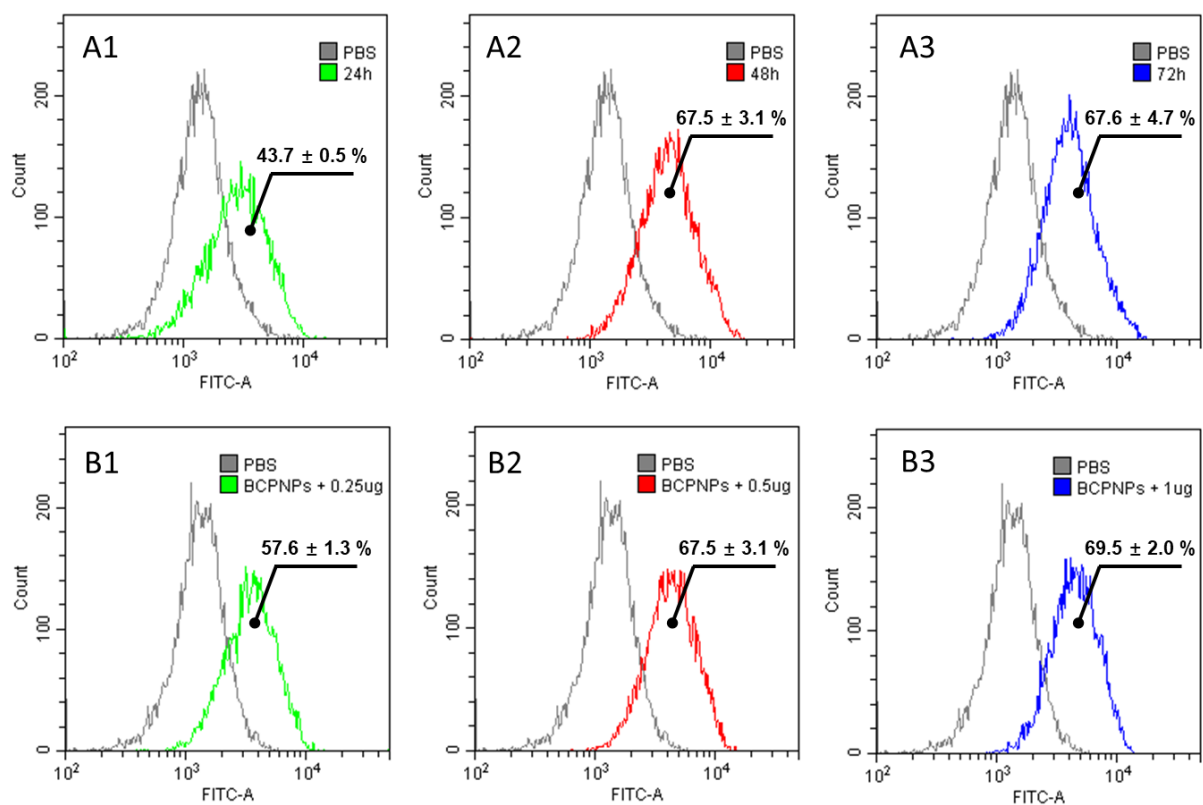 A1
PBS
24h
43.7 ± 0.5 %
200
100
0
Count
10² 10³ 10⁴
FITC-A
A2
PBS
48h
67.5 ± 3.1 %
200
100
0
Count
10² 10³ 10⁴
FITC-A
A3
PBS
72h
67.6 ± 4.7 %
200
100
0
Count
10² 10³ 10⁴
FITC-A
B1
PBS
BCPNPs + 0.25ug
57.6 ± 1.3 %
200
100
0
Count
10² 10³ 10⁴
FITC-A
B2
PBS
BCPNPs + 0.5ug
67.5 ± 3.1 %
200
100
0
Count
10² 10³ 10⁴
FITC-A
B3
PBS
BCPNPs + 1ug
69.5 ± 2.0 %
200
100
0
Count
10² 10³ 10⁴
FITC-A